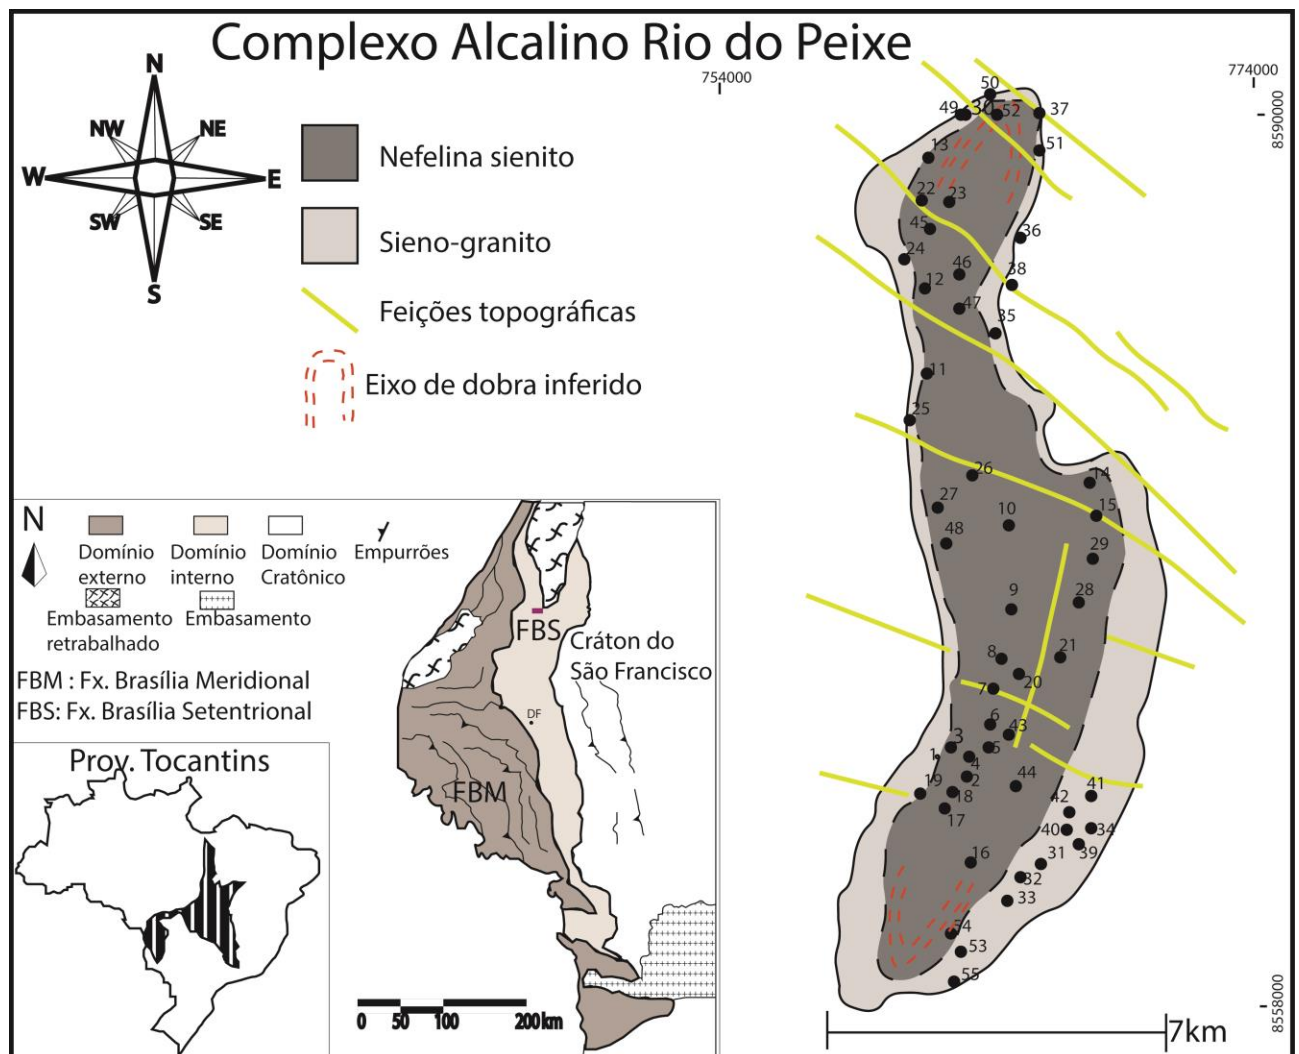 Complexo Alcalino Rio do Peixe
N
NW
NE
W
E
SW
SE
S
Nefelina sienito
Sieno-granito
Feições topográficas
Eixo de dobra inferido
754000
774000
8590000
8558000
50
49
30
52
37
51
13
22
23
45
36
24
46
38
12
47
35
11
25
26
14
27
10
15
48
29
9
28
8
21
20
7
6
43
3
5
1
4
2
44
19
18
41
42
17
40
34
39
16
31
32
33
54
53
55
7km
N
Domínio
externo
Domínio
interno
Domínio
Cratônico
Empurrões
Embasamento
retrabalhado
Embasamento
FBM : Fx. Brasília Meridional
FBS: Fx. Brasília Setentrional
FBS
Cráton do
São Francisco
DF
FBM
0
50
100
200km
Prov. Tocantins